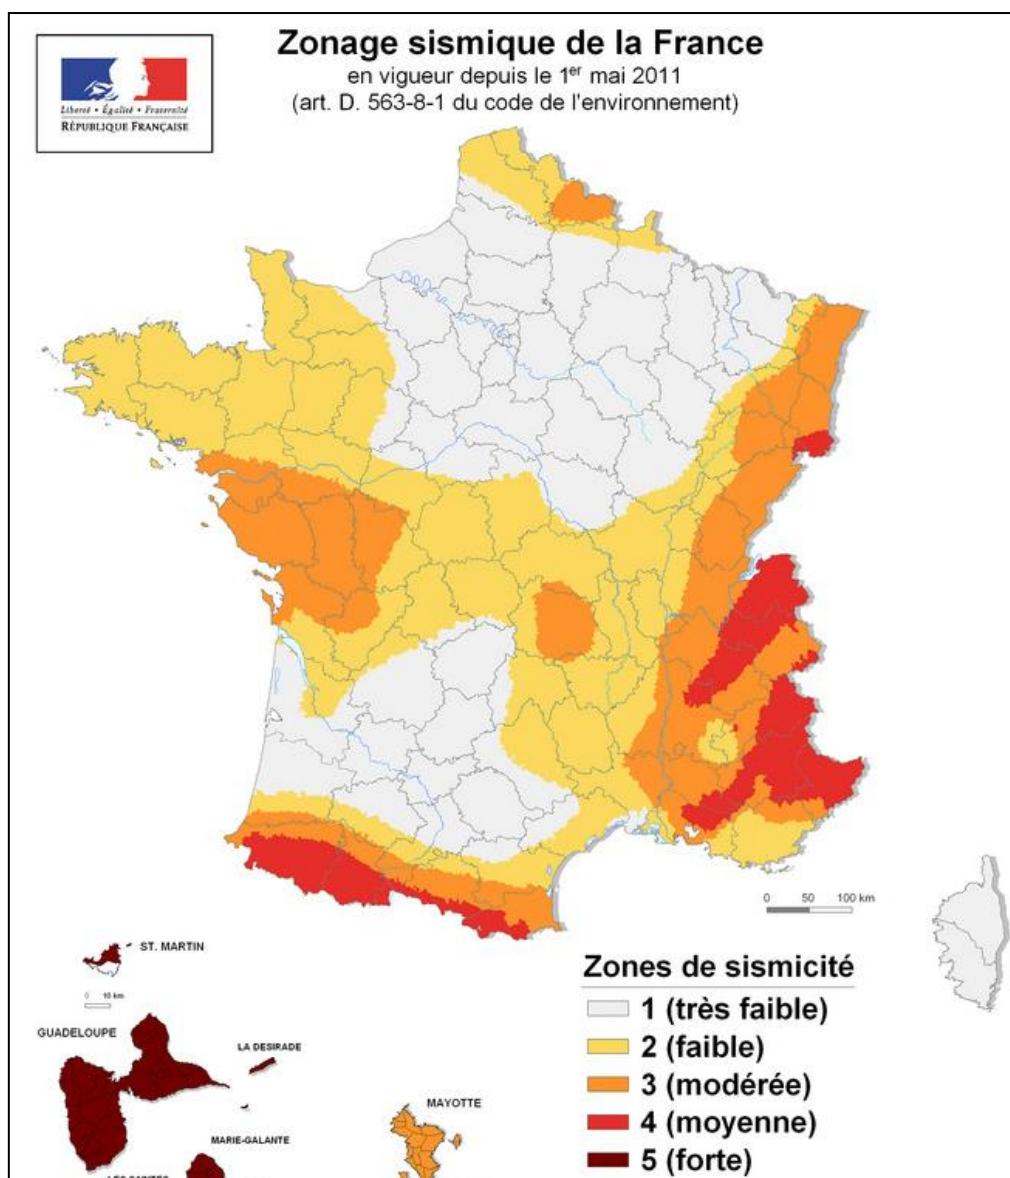 Zonage sismique de la France
en vigueur depuis le 1er mai 2011
(art. D. 563-8-1 du code de l'environnement)
Liberté • Égalité • Fraternité
RÉPUBLIQUE FRANÇAISE
0 50 100 km
ST. MARTIN
0 10 km
GUADELOUPE
LA DESIRADE
MAYOTTE
MARIE-GALANTE
LES SAINTES
Zones de sismicité
1 (très faible)
2 (faible)
3 (modérée)
4 (moyenne)
5 (forte)